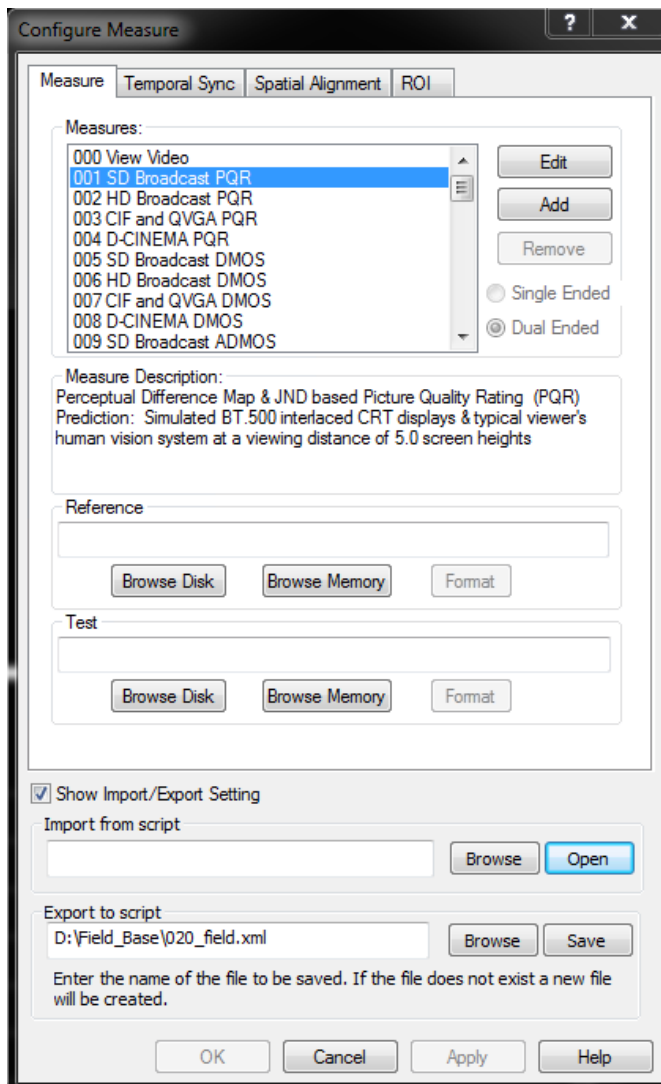 Configure Measure
?
X
Measure
Temporal Sync
Spatial Alignment
ROI
Measures:
000 View Video
001 SD Broadcast PQR
002 HD Broadcast PQR
003 CIF and QVGA PQR
004 D-CINEMA PQR
005 SD Broadcast DMOS
006 HD Broadcast DMOS
007 CIF and QVGA DMOS
008 D-CINEMA DMOS
009 SD Broadcast ADMOS
Edit
Add
Remove
Single Ended
Dual Ended
Measure Description:
Perceptual Difference Map & JND based Picture Quality Rating (PQR)
Prediction: Simulated BT.500 interlaced CRT displays & typical viewer's
human vision system at a viewing distance of 5.0 screen heights
Reference
Browse Disk
Browse Memory
Format
Test
Browse Disk
Browse Memory
Format
Show Import/Export Setting
Import from script
Browse
Open
Export to script
D:\Field_Base\020_field.xml
Browse
Save
Enter the name of the file to be saved. If the file does not exist a new file
will be created.
OK
Cancel
Apply
Help